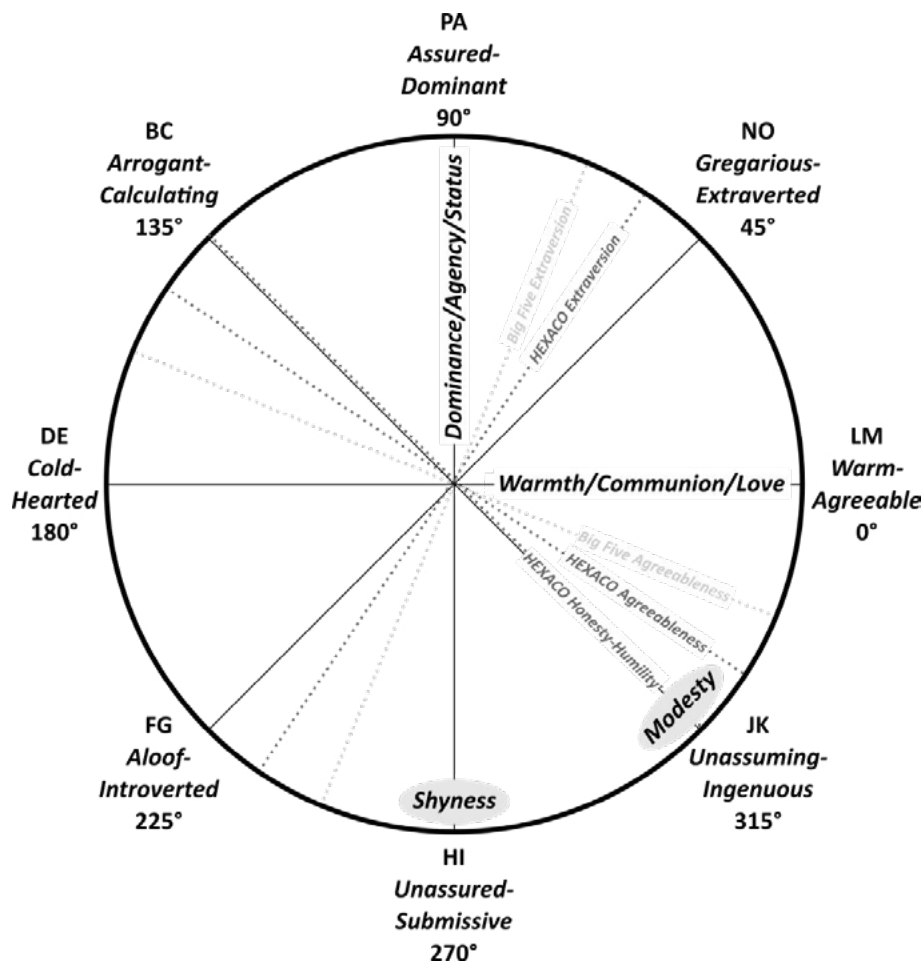 PA
Assured-
Dominant
90°
BC
Arrogant-
Calculating
135°
NO
Gregarious-
Extraverted
45°
Dominance/Agency/Status
Big Five Extraversion
HEXACO Extraversion
DE
Cold-
Hearted
180°
Warmth/Communion/Love
LM
Warm-
Agreeable
0°
Big Five Agreeableness
HEXACO Agreeableness
HEXACO Honesty-Humility
Modesty
FG
Aloof-
Introverted
225°
Shyness
JK
Unassuming-
Ingenuous
315°
HI
Unassured-
Submissive
270°